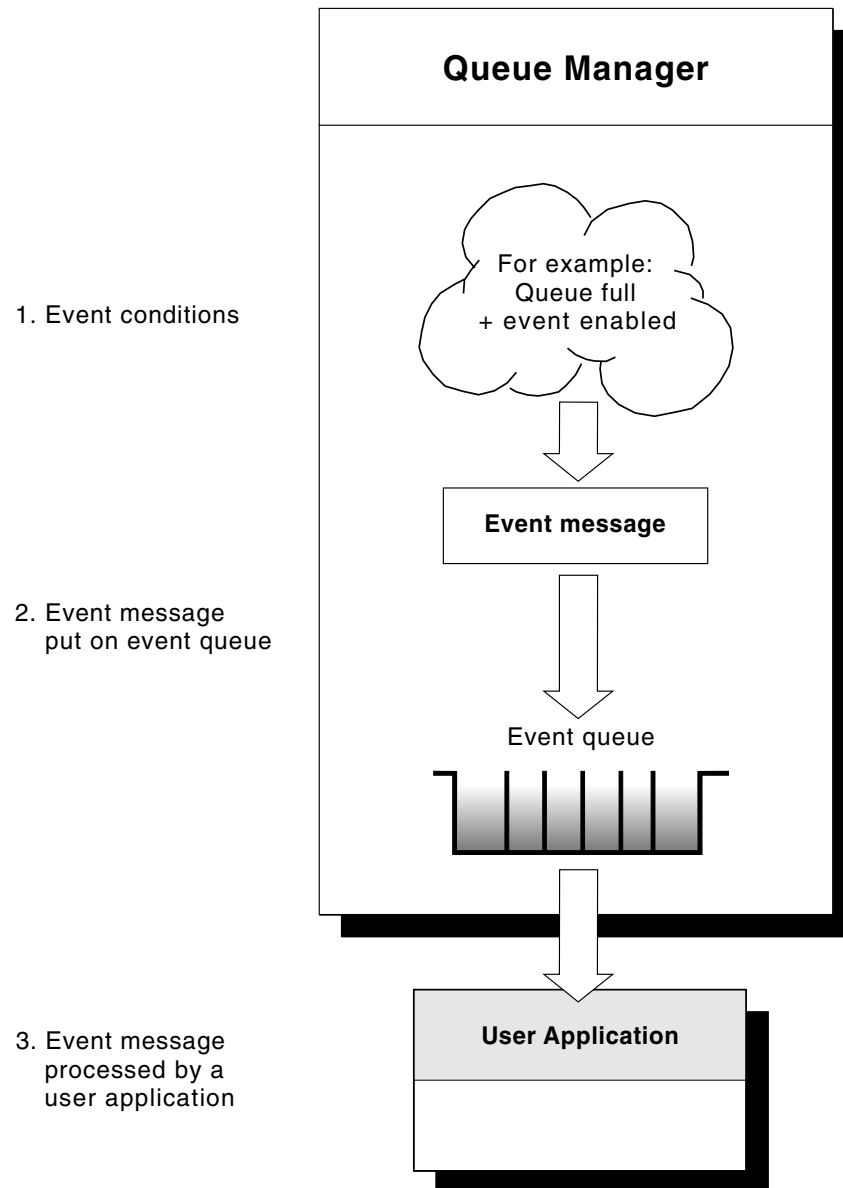 Queue Manager
For example:
Queue full
+ event enabled
1. Event conditions
Event message
2. Event message
put on event queue
Event queue
User Application
3. Event message
processed by a
user application